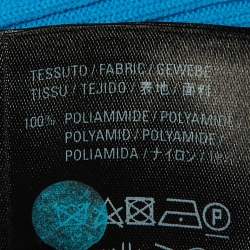 TESSUTO / FABRIC / GEWEBE
TISSU / TEJIDO / 表地 / 面料
100% POLIAMMIDE / POLYAMIDE
POLYAMID / POLYAMIDE /
POLIAMIDA / ナイロン /
P